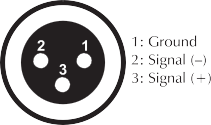 2 1
3
1: Ground
2: Signal (–)
3: Signal (+)